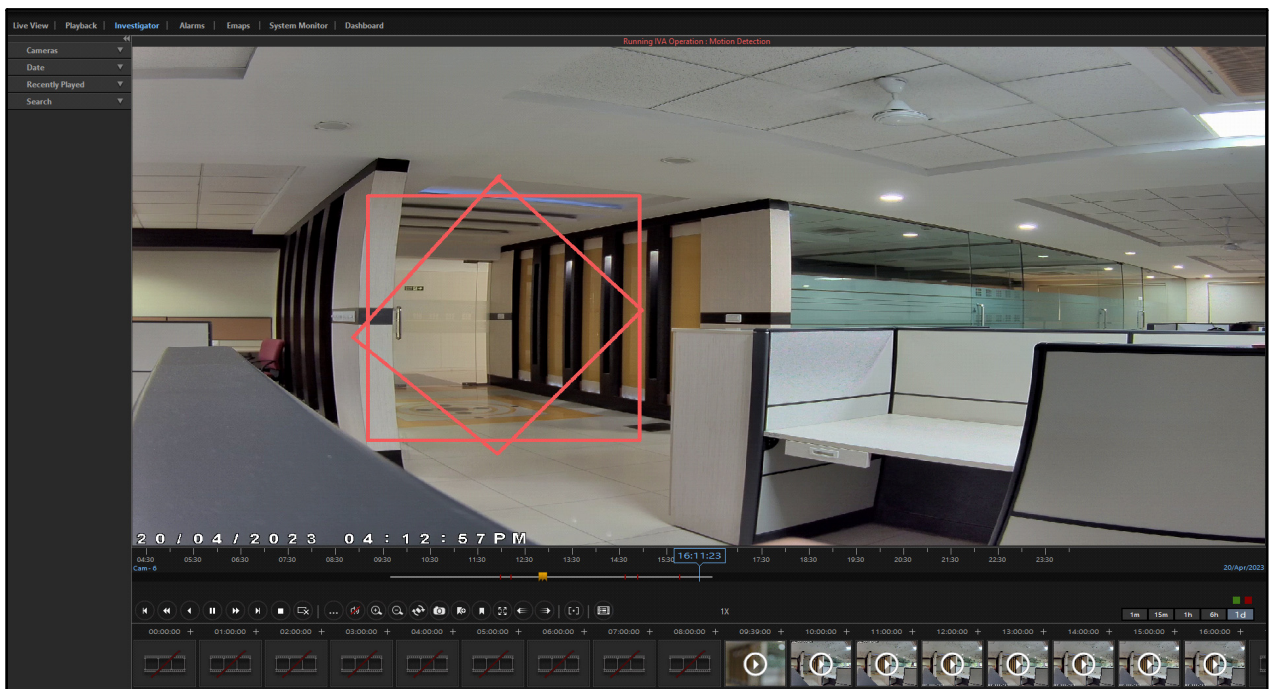 Live View | Playback | Investigator | Alarms | Emaps | System Monitor | Dashboard
Running IVA Operation : Motion Detection
Cameras
Date
Recently Played
Search
20/04/2023 04:12:57PM
04:30 05:30 06:30 07:30 08:30 09:30 10:30 11:30 12:30 13:30 14:30 16:11:23 17:30 18:30 19:30 20:30 21:30 22:30 23:30
Cam - 6
20/Apr/2023
1X
1m 15m 1h 6h 1d
00:00:00 + 01:00:00 + 02:00:00 + 03:00:00 + 04:00:00 + 05:00:00 + 06:00:00 + 07:00:00 + 08:00:00 + 09:39:00 + 10:00:00 + 11:00:00 + 12:00:00 + 13:00:00 + 14:00:00 + 15:00:00 + 16:00:00 +